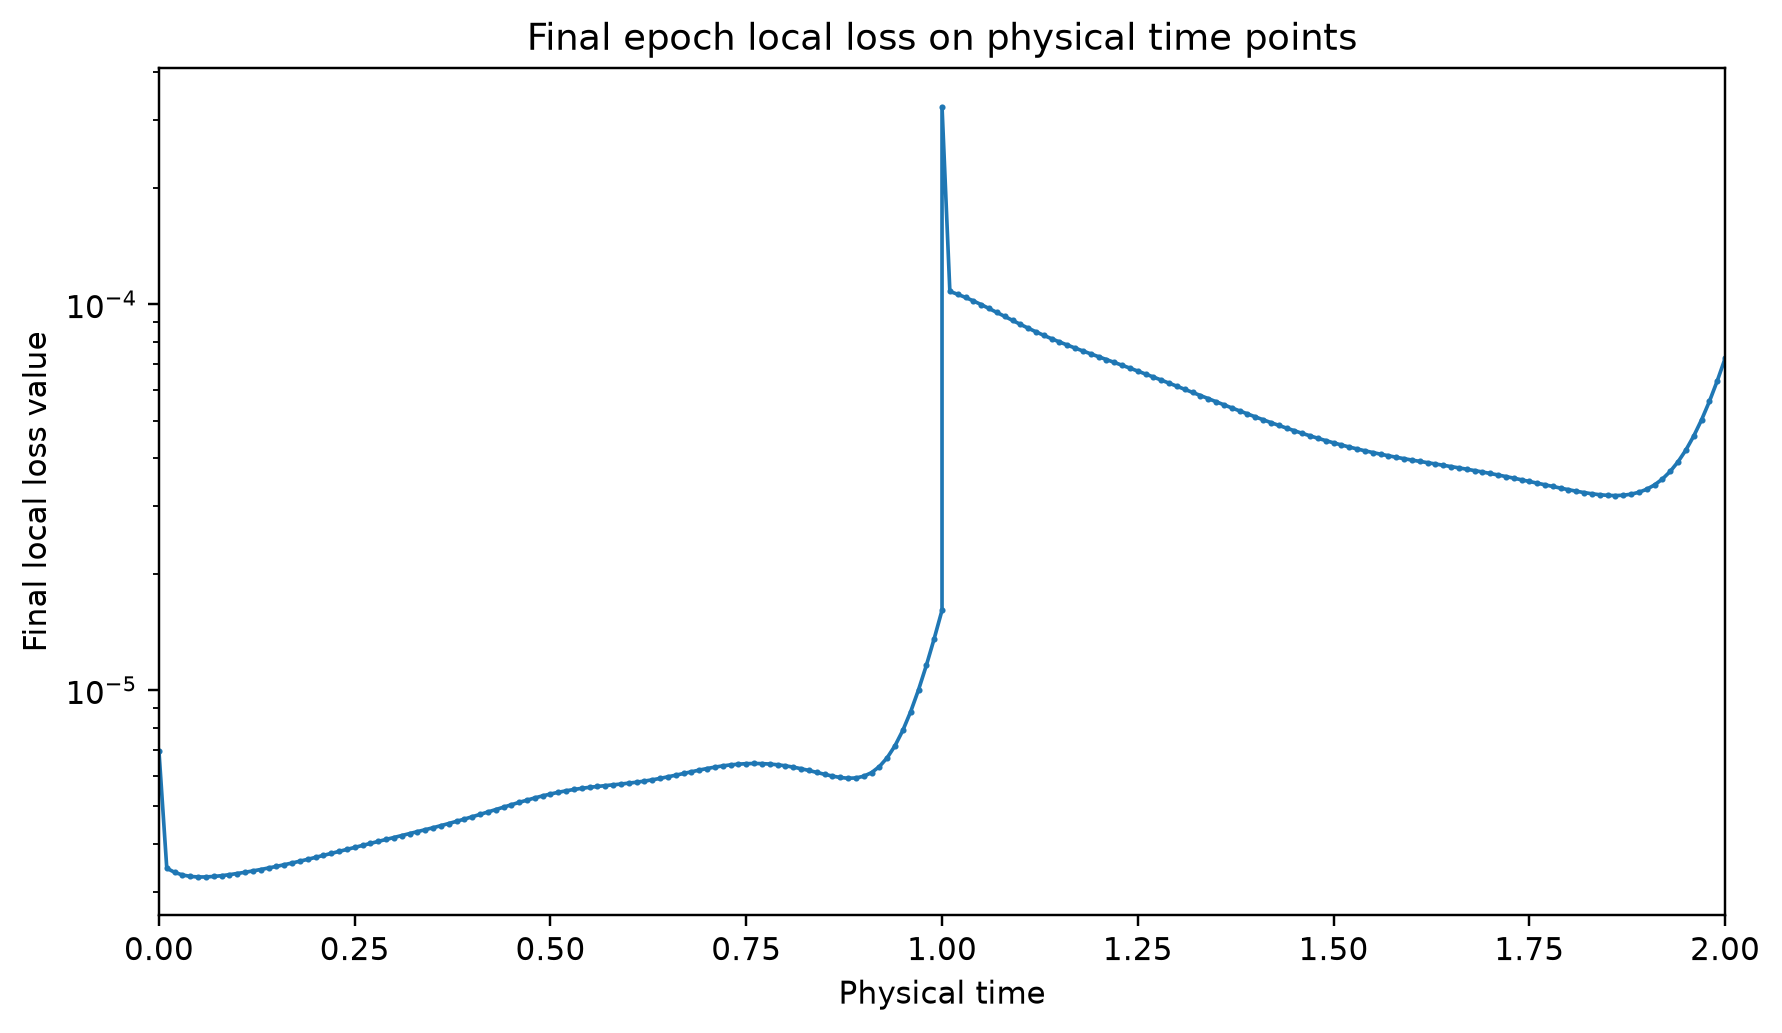 Final epoch local loss on physical time points
Final local loss value
10⁻⁴
10⁻⁵
0.00 0.25 0.50 0.75 1.00 1.25 1.50 1.75 2.00
Physical time